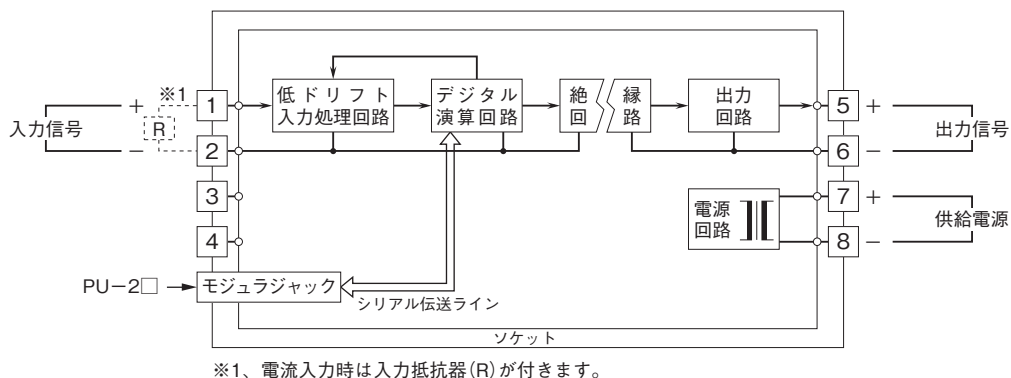 ※1
入力信号
+
R
−
1
2
3
4
低ドリフト
入力処理回路
デジタル
演算回路
絶 縁
回 路
出力
回路
電源
回路
5 +
6 −
出力信号
7 +
8 −
供給電源
PU−2□
モジュラジャック
シリアル伝送ライン
ソケット
※1、電流入力時は入力抵抗器(R)が付きます。